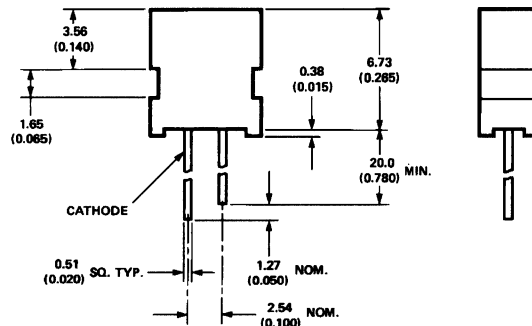 3.56
(0.140)
6.73
(0.265)
0.38
(0.015)
1.65
(0.065)
20.0
(0.780) MIN.
CATHODE
0.51
(0.020) SQ. TYP.
1.27
(0.050) NOM.
2.54
(0.100) NOM.